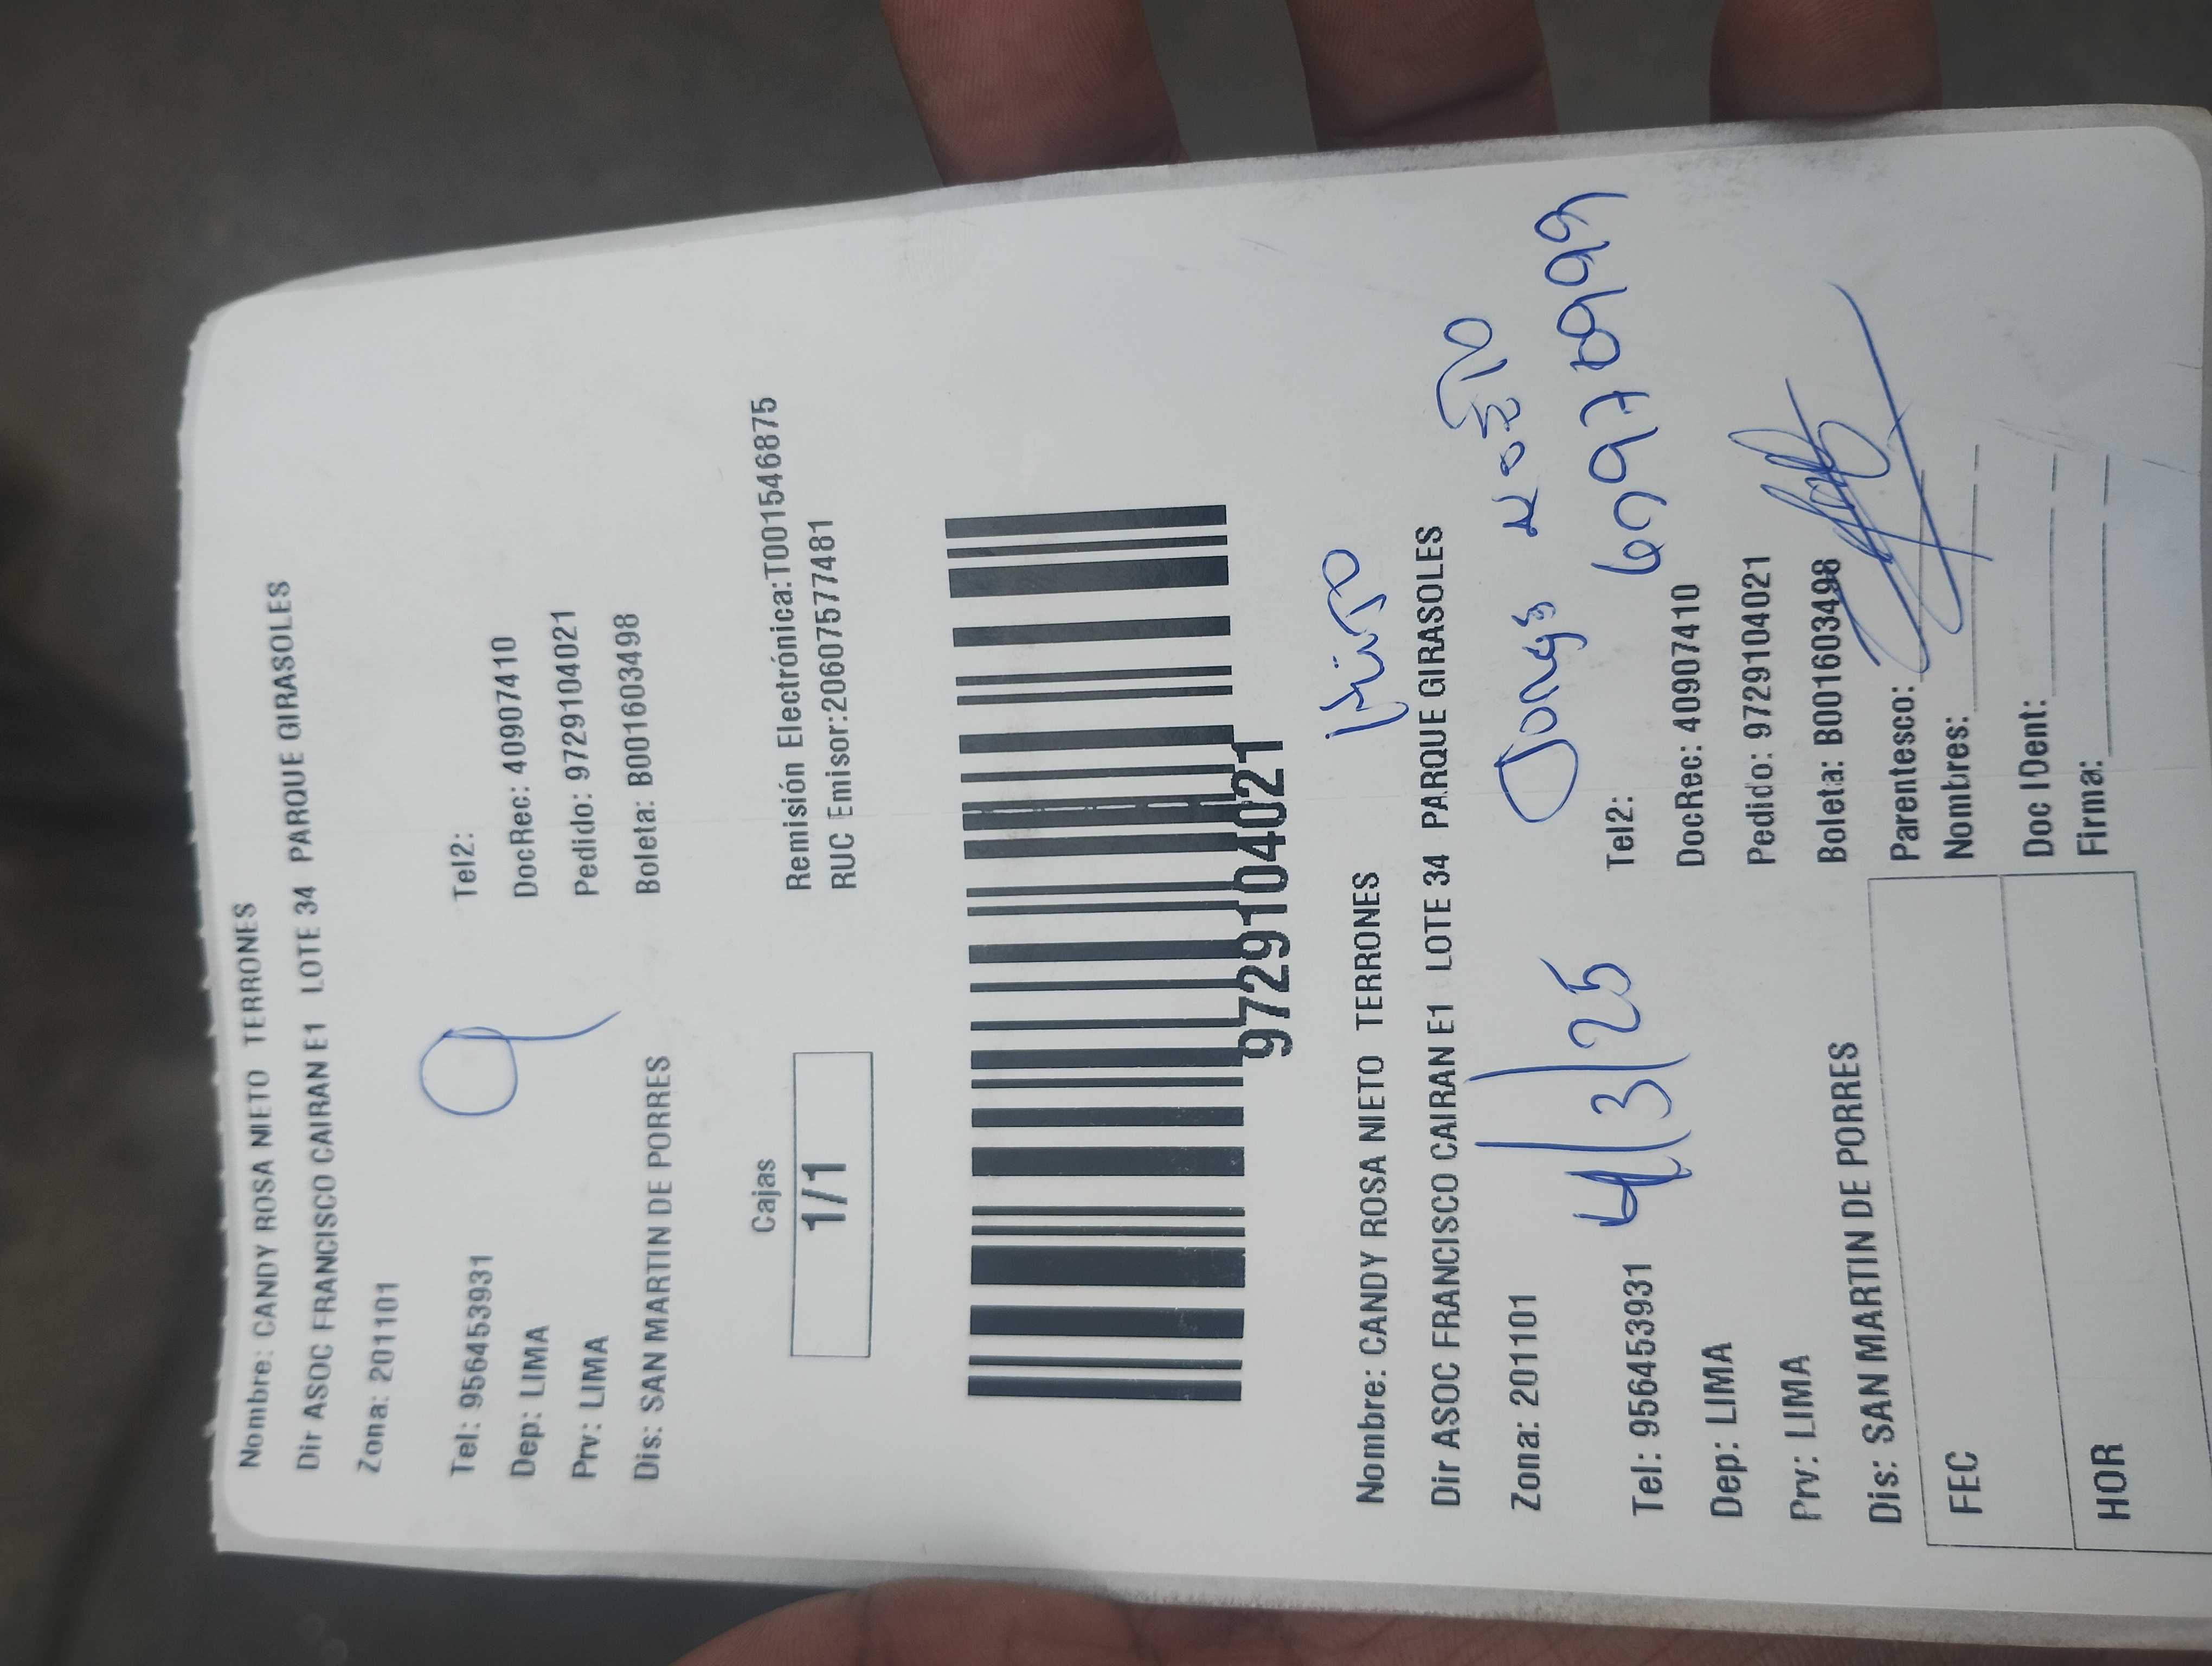 Nombre: CANDY ROSA NIETO TERRONES
Dir ASOC FRANCISCO CAIRAN E1 LOTE 34 PARQUE GIRASOLES
Zona: 201101
9
Tel: 956453931 Tel2:
Dep: LIMA DocRec: 40907410
Prv: LIMA Pedido: 9729104021
Dis: SAN MARTIN DE PORRES Boleta: B001603498
Cajas
1/1
Remisión Electrónica:T001546875
RUC Emisor:20607577481
9729104021
Nombre: CANDY ROSA NIETO TERRONES
Dir ASOC FRANCISCO CAIRAN E1 LOTE 34 PARQUE GIRASOLES
Zona: 201101
4/3/25
Tel: 956453931 Tel2:
Dep: LIMA DocRec: 40907410
Prv: LIMA Pedido: 9729104021
Dis: SAN MARTIN DE PORRES Boleta: B001603498
FEC
HOR
Parentesco:
Nombres:
Doc IDent:
Firma: